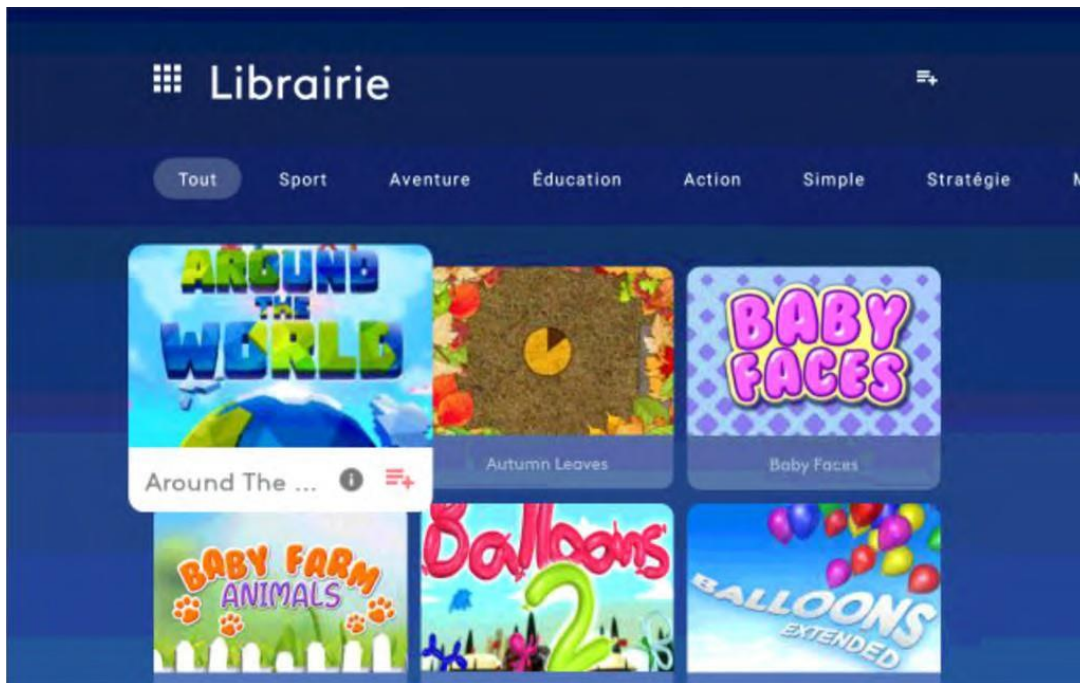 Librairie
Tout Sport Aventure Éducation Action Simple Stratégie
AROUND
THE
WORLD
BABY
FACES
Around The ...
Autumn Leaves
Baby Faces
BABY FARM
ANIMALS
Balloons
2
BALLOONS
EXTENDED